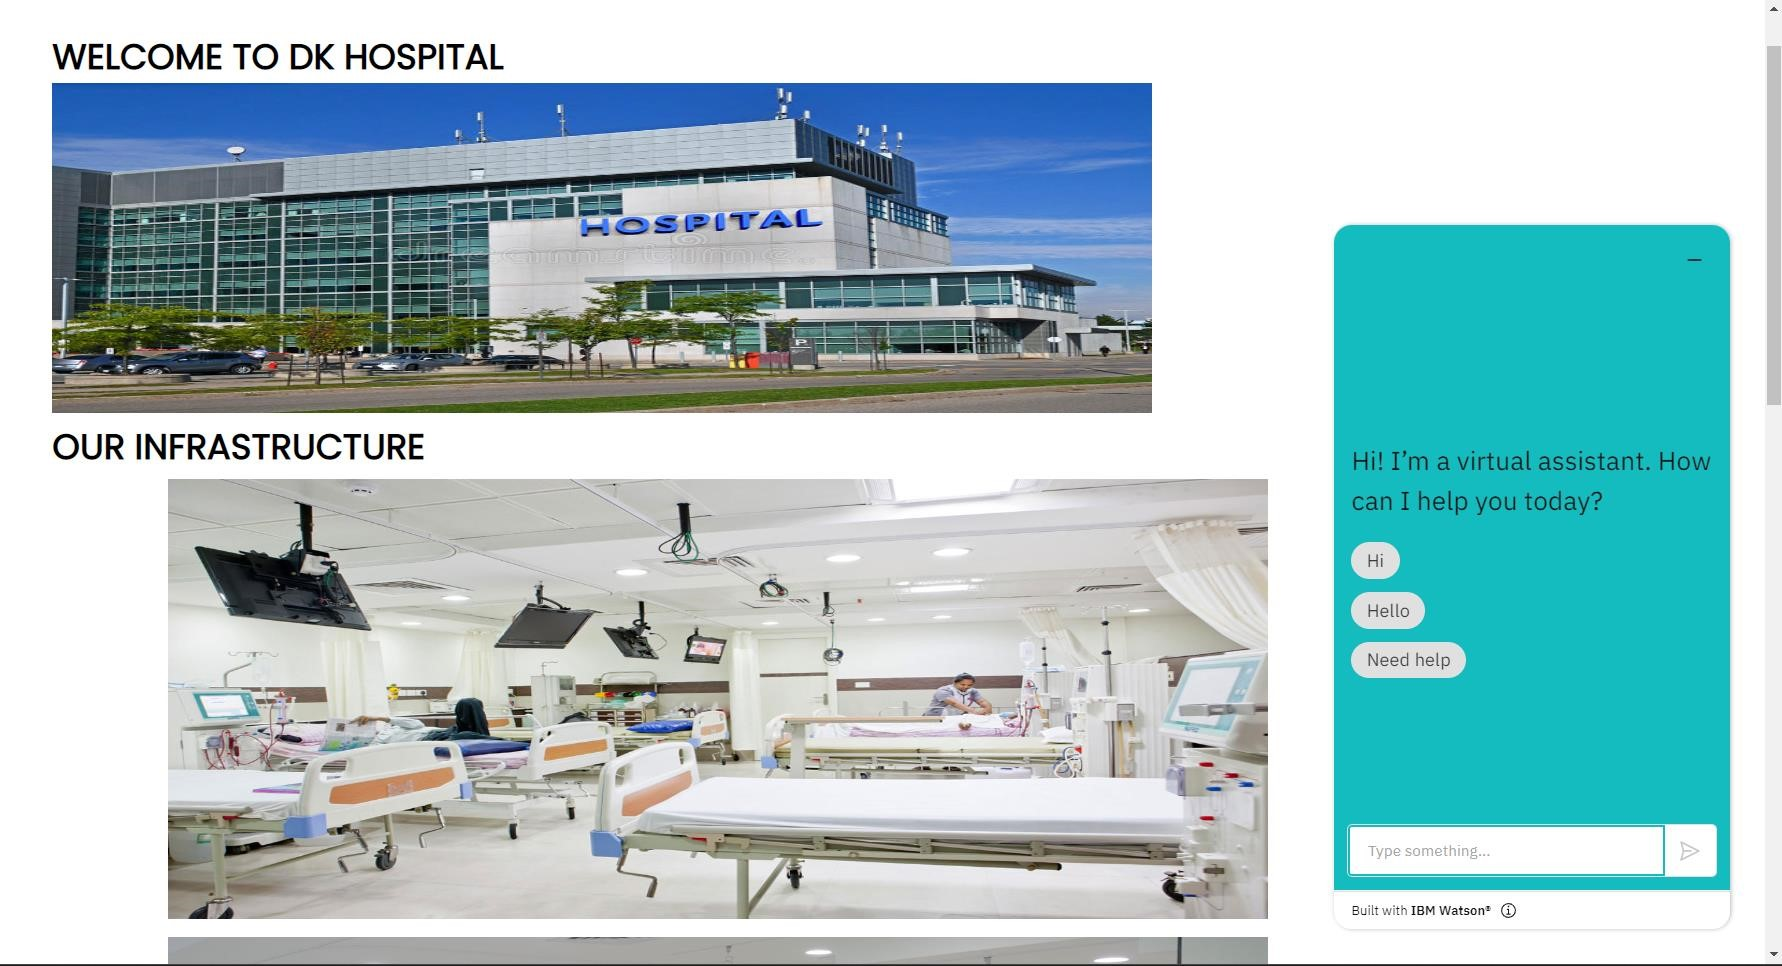 WELCOME TO DK HOSPITAL
HOSPITAL
dreamstime
P
OUR INFRASTRUCTURE
Hi! I’m a virtual assistant. How
can I help you today?
Hi
Hello
Need help
Type something...
Built with IBM Watson®